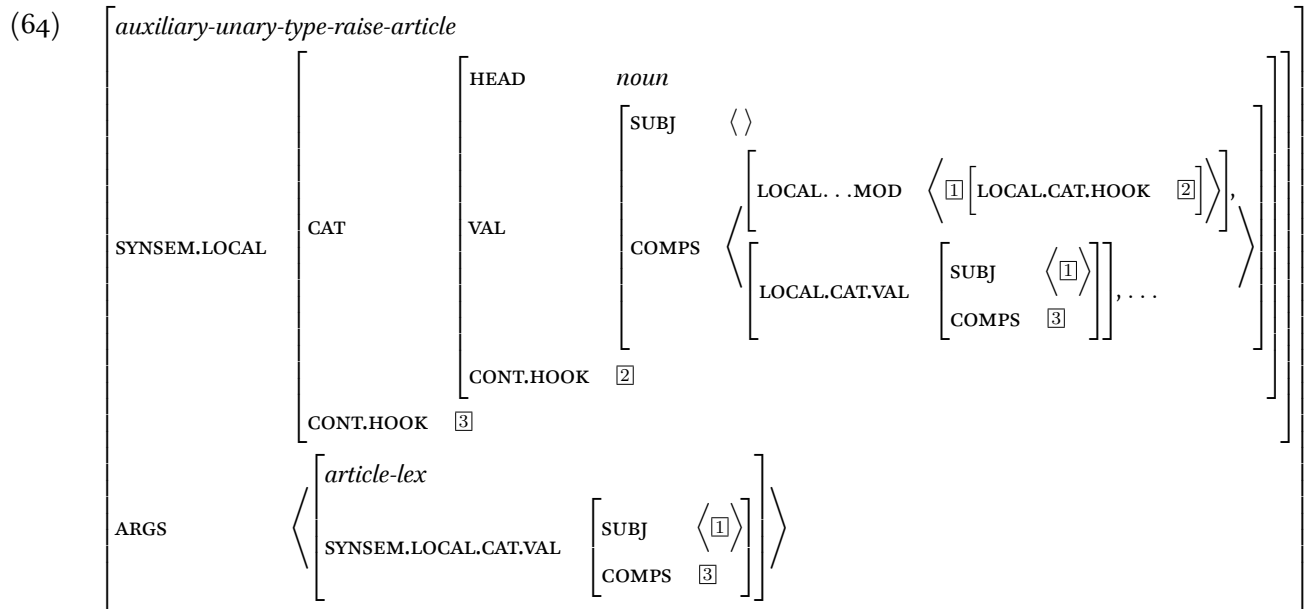 (64)
auxiliary-unary-type-raise-article
HEAD noun
SUBJ ⟨ ⟩
LOCAL...MOD ⟨ 1 [LOCAL.CAT.HOOK 2] ⟩,
SYNSEM.LOCAL CAT VAL COMPS
LOCAL.CAT.VAL SUBJ ⟨ 1 ⟩
COMPS 3 , ...
CONT.HOOK 2
CONT.HOOK 3
article-lex
ARGS SYNSEM.LOCAL.CAT.VAL SUBJ ⟨ 1 ⟩
COMPS 3